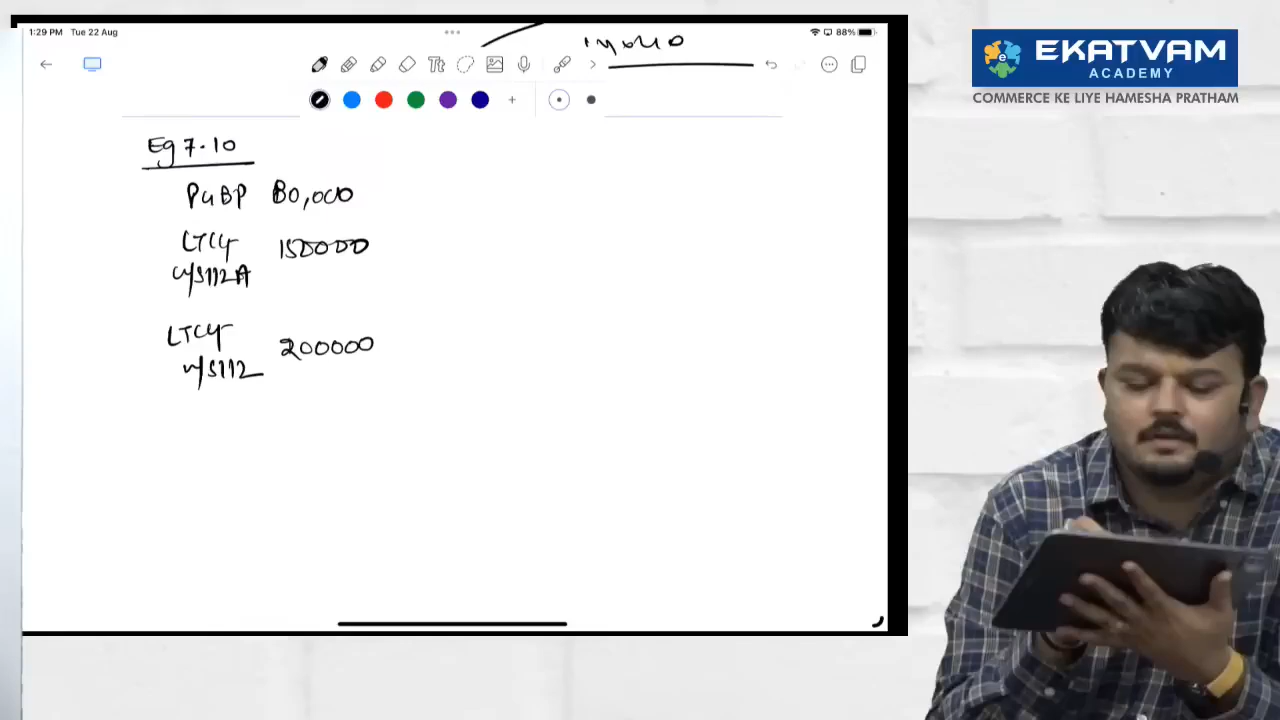 1:29 PM Tue 22 Aug
88%
Tt
EKATVAM
ACADEMY
COMMERCE KE LIYE HAMESHA PRATHAM
Eg 7.10
PGBP 80,000
LTCG 150000
u/s 112A
LTCG 200000
u/s 112